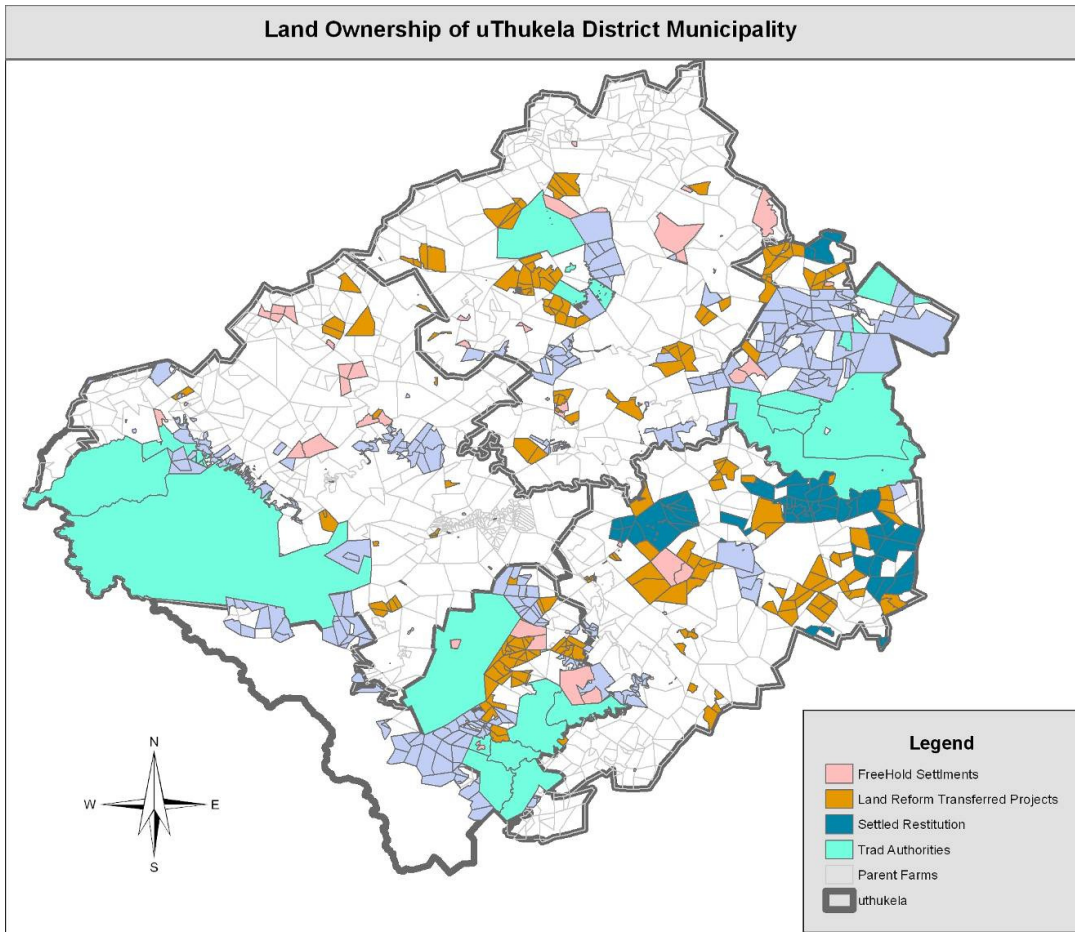 Land Ownership of uThukela District Municipality
N
W
E
S
Legend
FreeHold Settlments
Land Reform Transferred Projects
Settled Restitution
Trad Authorities
Parent Farms
uthukela